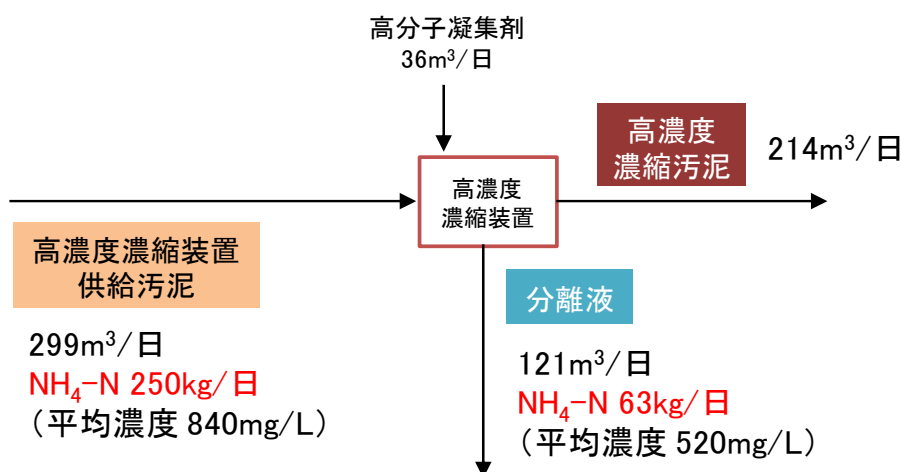 高分子凝集剤
36m³/日
高濃度
濃縮汚泥
214m³/日
高濃度
濃縮装置
高濃度濃縮装置
供給汚泥
299m³/日
NH₄-N 250kg/日
(平均濃度 840mg/L)
分離液
121m³/日
NH₄-N 63kg/日
(平均濃度 520mg/L)